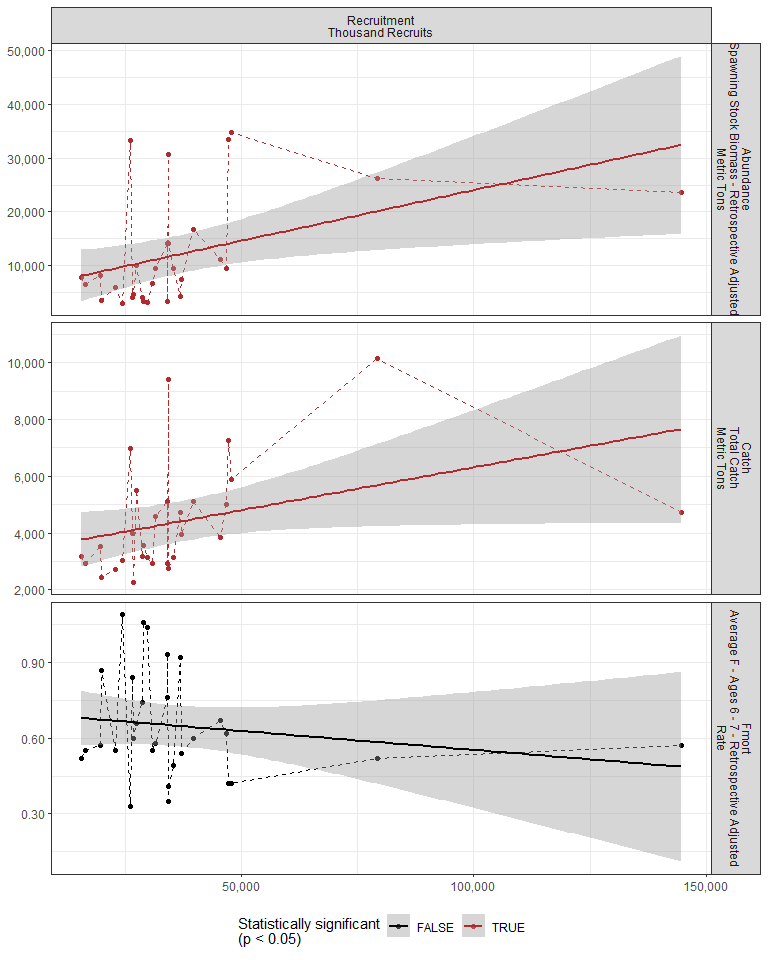 Recruitment
Thousand Recruits
50,000
40,000
30,000
20,000
10,000
Abundance
Spawning Stock Biomass - Retrospective Adjusted
Metric Tons
10,000
8,000
6,000
4,000
2,000
Catch
Total Catch
Metric Tons
0.90
0.60
0.30
Fmort
Average F - Ages 6 - 7 - Retrospective Adjusted
Rate
50,000
100,000
150,000
Statistically significant
(p < 0.05)
FALSE
TRUE